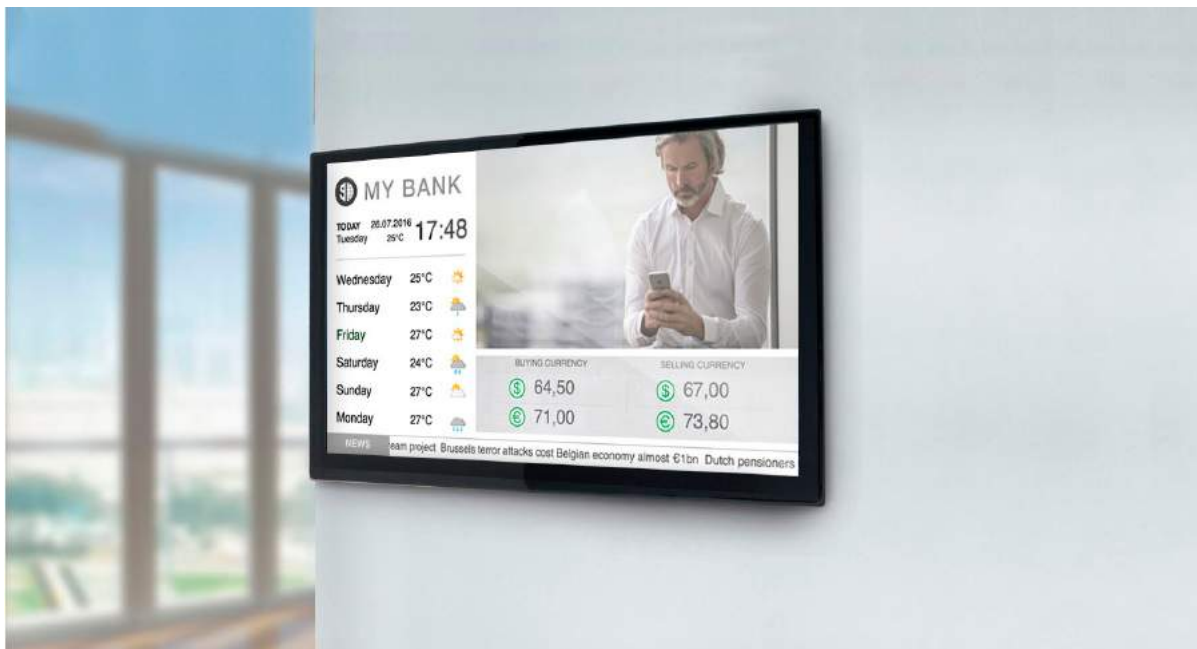 MY BANK
TODAY 26.07.2016 17:48
Tuesday 25°C
Wednesday 25°C
Thursday 23°C
Friday 27°C
Saturday 24°C
Sunday 27°C
Monday 27°C
BUYING CURRENCY
$ 64,50
€ 71,00
SELLING CURRENCY
$ 67,00
€ 73,80
NEWS eam project Brussels terror attacks cost Belgian economy almost €1bn Dutch pensioners